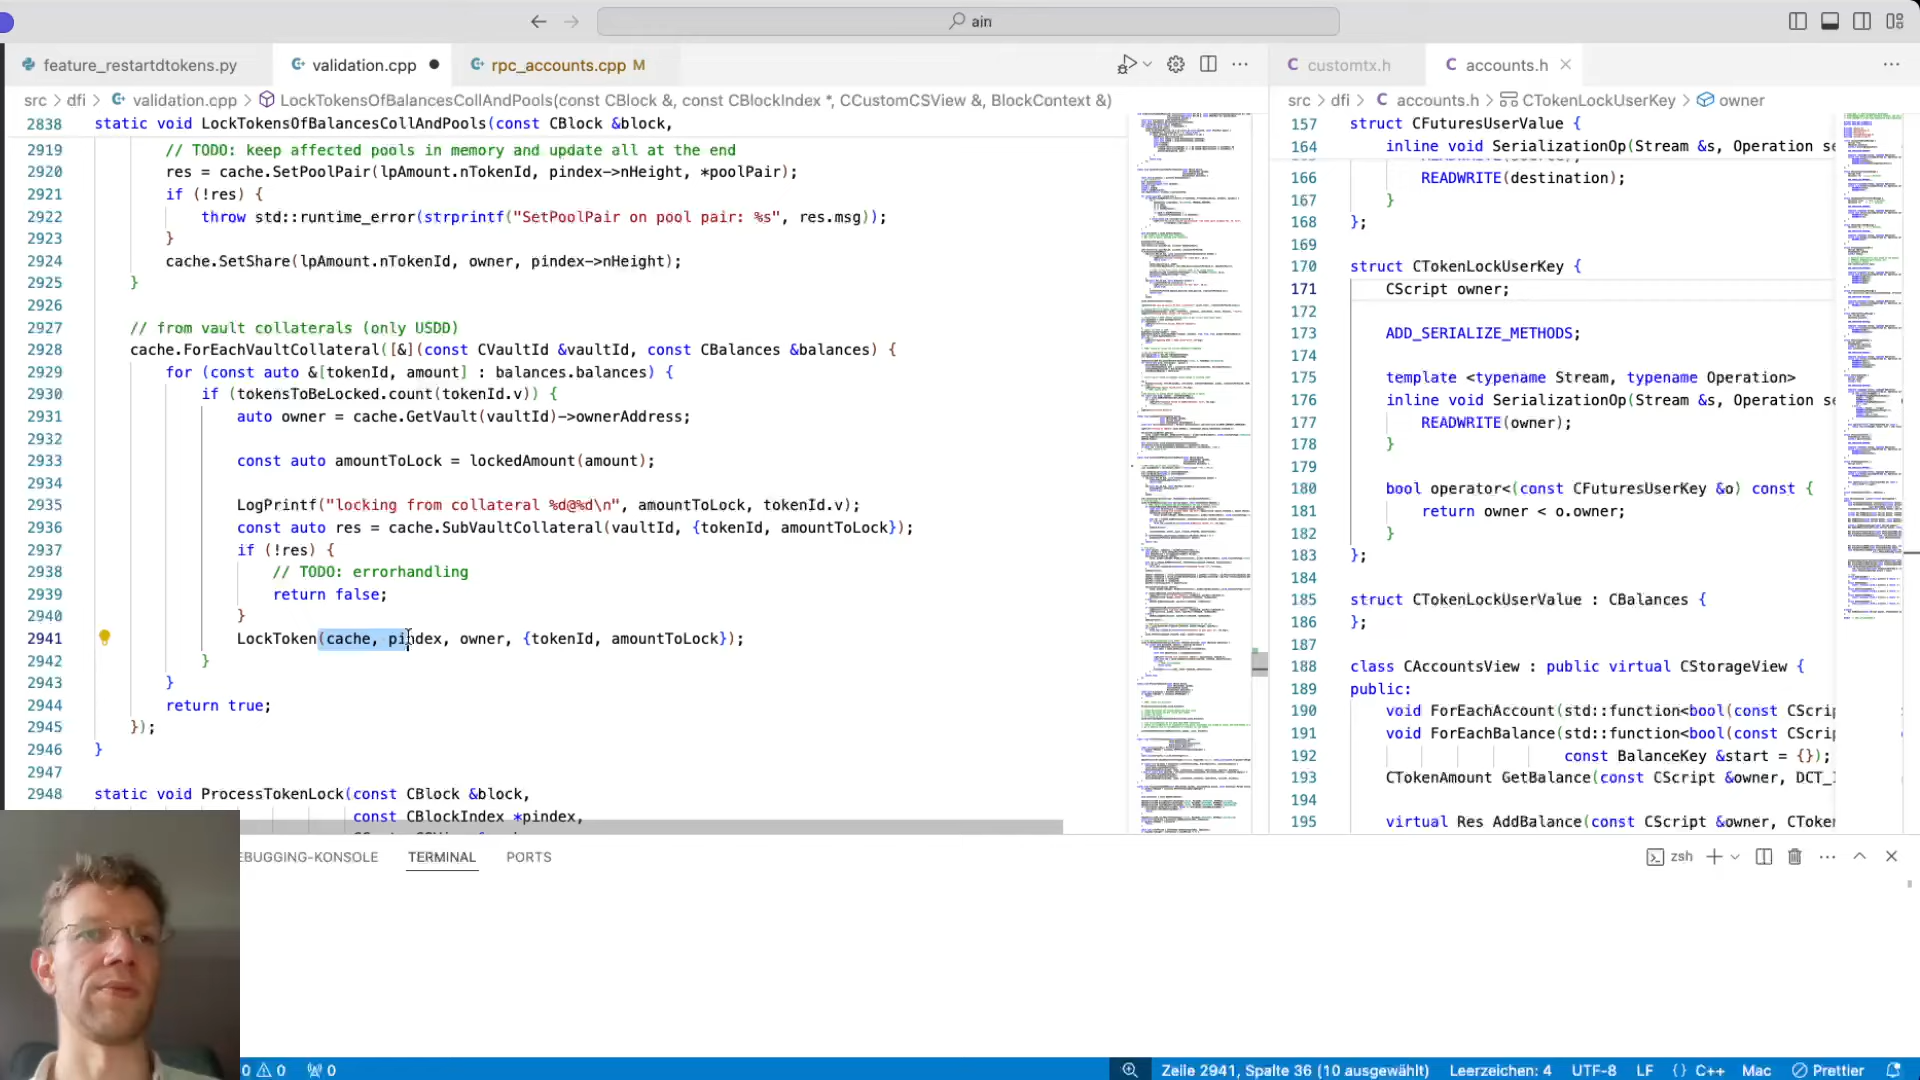 ain
feature_restartdtokens.py
validation.cpp
rpc_accounts.cpp M
customtx.h
accounts.h
src > dfi > validation.cpp > LockTokensOfBalancesCollAndPools(const CBlock &, const CBlockIndex *, CCustomCSView &, BlockContext &)
2838 static void LockTokensOfBalancesCollAndPools(const CBlock &block,
2919 // TODO: keep affected pools in memory and update all at the end
2920 res = cache.SetPoolPair(lpAmount.nTokenId, pindex->nHeight, *poolPair);
2921 if (!res) {
2922 throw std::runtime_error(strprintf("SetPoolPair on pool pair: %s", res.msg));
2923 }
2924 cache.SetShare(lpAmount.nTokenId, owner, pindex->nHeight);
2925 }
2926
2927 // from vault collaterals (only USDD)
2928 cache.ForEachVaultCollateral([&](const CVaultId &vaultId, const CBalances &balances) {
2929 for (const auto &[tokenId, amount] : balances.balances) {
2930 if (tokensToBeLocked.count(tokenId.v)) {
2931 auto owner = cache.GetVault(vaultId)->ownerAddress;
2932
2933 const auto amountToLock = lockedAmount(amount);
2934
2935 LogPrintf("locking from collateral %d@%d\n", amountToLock, tokenId.v);
2936 const auto res = cache.SubVaultCollateral(vaultId, {tokenId, amountToLock});
2937 if (!res) {
2938 // TODO: errorhandling
2939 return false;
2940 }
2941 LockToken(cache, pindex, owner, {tokenId, amountToLock});
2942 }
2943 }
2944 return true;
2945 });
2946 }
2947
2948 static void ProcessTokenLock(const CBlock &block,
const CBlockIndex *pindex,
src > dfi > accounts.h > CTokenLockUserKey > owner
157 struct CFuturesUserValue {
164 inline void SerializationOp(Stream &s, Operation se
166 READWRITE(destination);
167 }
168 };
169
170 struct CTokenLockUserKey {
171 CScript owner;
172
173 ADD_SERIALIZE_METHODS;
174
175 template <typename Stream, typename Operation>
176 inline void SerializationOp(Stream &s, Operation se
177 READWRITE(owner);
178 }
179
180 bool operator<(const CFuturesUserKey &o) const {
181 return owner < o.owner;
182 }
183 };
184
185 struct CTokenLockUserValue : CBalances {
186 };
187
188 class CAccountsView : public virtual CStorageView {
189 public:
190 void ForEachAccount(std::function<bool(const CScrip
191 void ForEachBalance(std::function<bool(const CScrip
192 const BalanceKey &start = {});
193 CTokenAmount GetBalance(const CScript &owner, DCT_I
194
195 virtual Res AddBalance(const CScript &owner, CToken
EBUGGING-KONSOLE
TERMINAL
PORTS
zsh
0 0
0
Zeile 2941, Spalte 36 (10 ausgewählt)
Leerzeichen: 4
UTF-8
LF
{} C++
Mac
Prettier